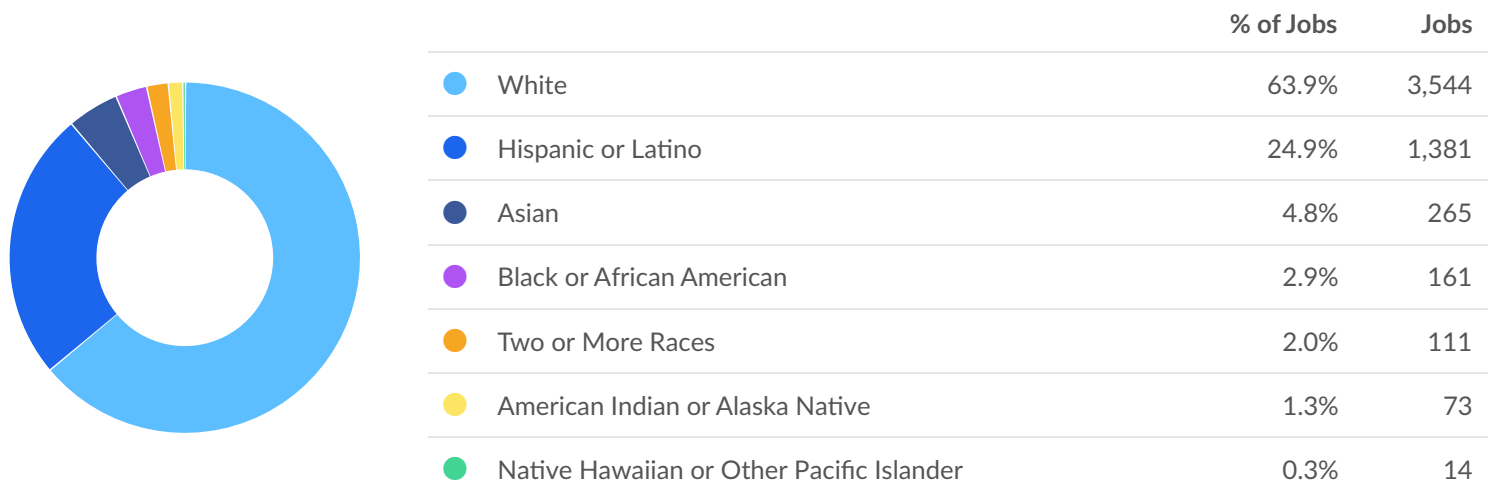 % of Jobs Jobs
White 63.9% 3,544
Hispanic or Latino 24.9% 1,381
Asian 4.8% 265
Black or African American 2.9% 161
Two or More Races 2.0% 111
American Indian or Alaska Native 1.3% 73
Native Hawaiian or Other Pacific Islander 0.3% 14